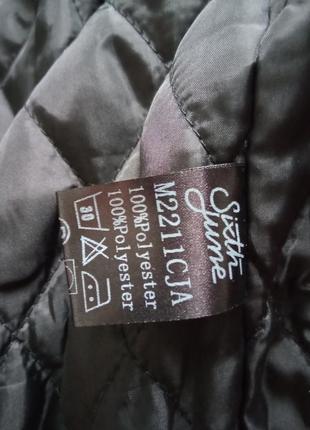 Sixth
June
M2211CJA
100%Polyester
100%Polyester
30
P